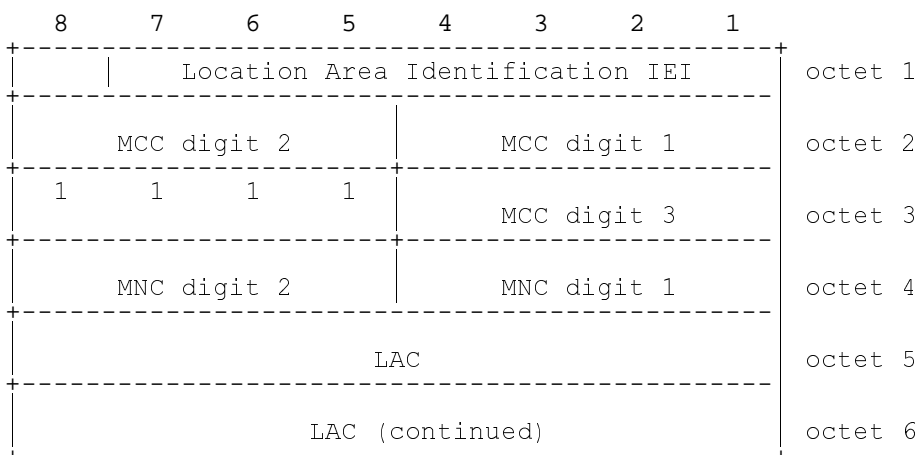 8 7 6 5 4 3 2 1
Location Area Identification IEI octet 1
MCC digit 2 MCC digit 1 octet 2
1 1 1 1
MCC digit 3 octet 3
MNC digit 2 MNC digit 1 octet 4
LAC octet 5
LAC (continued) octet 6